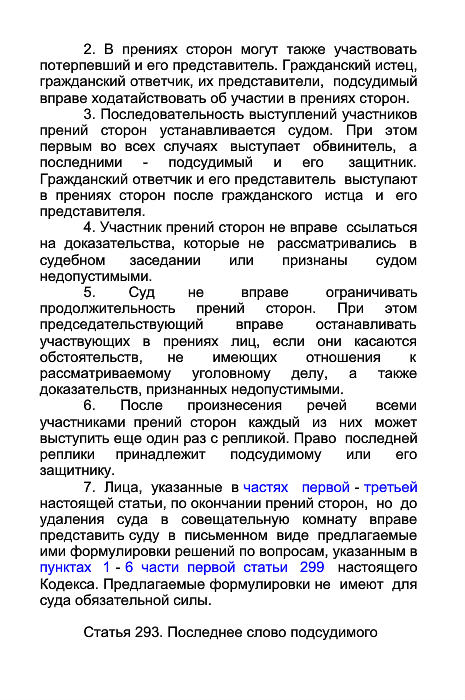 2. В прениях сторон могут также участвовать
потерпевший и его представитель. Гражданский истец,
гражданский ответчик, их представители, подсудимый
вправе ходатайствовать об участии в прениях сторон.
3. Последовательность выступлений участников
прений сторон устанавливается судом. При этом
первым во всех случаях выступает обвинитель, а
последними - подсудимый и его защитник.
Гражданский ответчик и его представитель выступают
в прениях сторон после гражданского истца и его
представителя.
4. Участник прений сторон не вправе ссылаться
на доказательства, которые не рассматривались в
судебном заседании или признаны судом
недопустимыми.
5. Суд не вправе ограничивать
продолжительность прений сторон. При этом
председательствующий вправе останавливать
участвующих в прениях лиц, если они касаются
обстоятельств, не имеющих отношения к
рассматриваемому уголовному делу, а также
доказательств, признанных недопустимыми.
6. После произнесения речей всеми
участниками прений сторон каждый из них может
выступить еще один раз с репликой. Право последней
реплики принадлежит подсудимому или его
защитнику.
7. Лица, указанные в частях первой - третьей
настоящей статьи, по окончании прений сторон, но до
удаления суда в совещательную комнату вправе
представить суду в письменном виде предлагаемые
ими формулировки решений по вопросам, указанным в
пунктах 1 - 6 части первой статьи 299 настоящего
Кодекса. Предлагаемые формулировки не имеют для
суда обязательной силы.
Статья 293. Последнее слово подсудимого